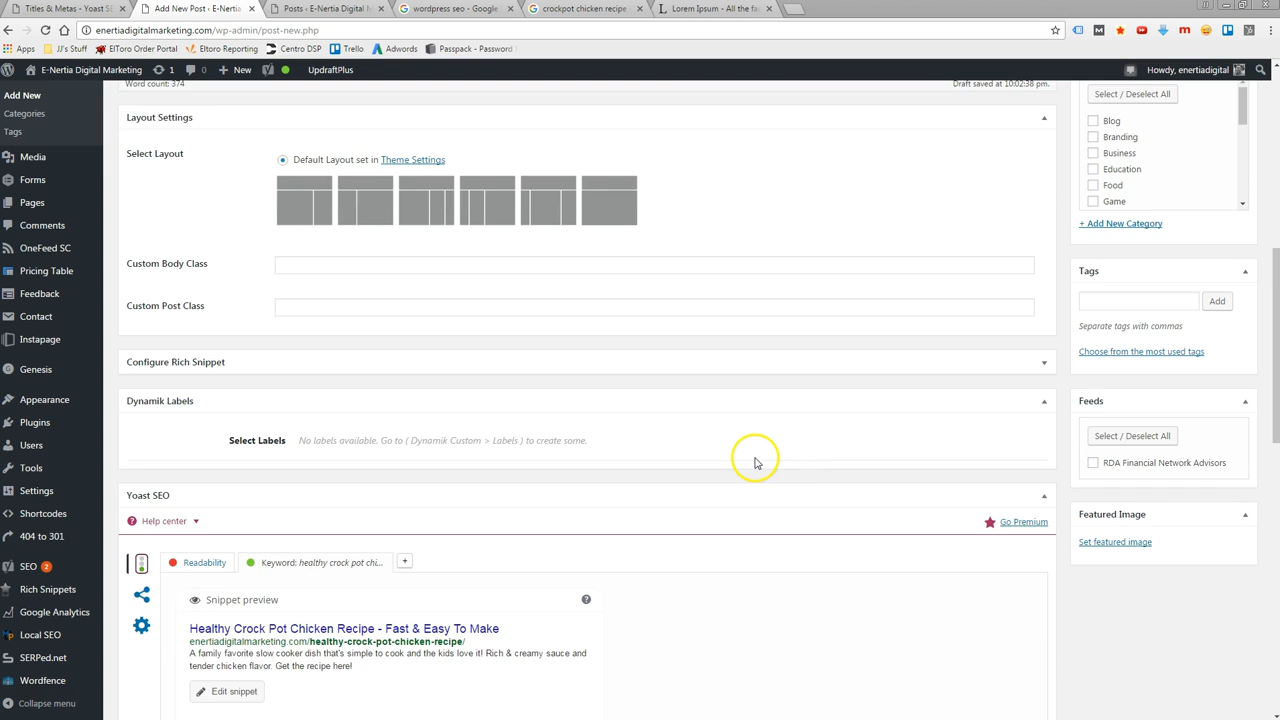 Titles & Metas - Yoast SE
Add New Post ‹ E-Nertia
Posts ‹ E-Nertia Digital M
wordpress seo - Google
crockpot chicken recipe
Lorem Ipsum - All the fa
enertiadigitalmarketing.com/wp-admin/post-new.php
Apps
JJ's Stuff
ElToro Order Portal
Eltoro Reporting
Centro DSP
Trello
Adwords
Passpack - Password
E-Nertia Digital Marketing
1
0
New
UpdraftPlus
Howdy, enertiadigital
Add New
Categories
Tags
Media
Forms
Pages
Comments
OneFeed SC
Pricing Table
Feedback
Contact
Instapage
Genesis
Appearance
Plugins
Users
Tools
Settings
Shortcodes
404 to 301
SEO 2
Rich Snippets
Google Analytics
Local SEO
SERPed.net
Wordfence
Collapse menu
Word count: 374
Draft saved at 10:02:38 pm.
Layout Settings
Select Layout
Default Layout set in Theme Settings
Custom Body Class
Custom Post Class
Configure Rich Snippet
Dynamik Labels
Select Labels
No labels available. Go to ( Dynamik Custom > Labels ) to create some.
Yoast SEO
Help center
Go Premium
Readability
Keyword: healthy crock pot chi...
+
Snippet preview
Healthy Crock Pot Chicken Recipe - Fast & Easy To Make
enertiadigitalmarketing.com/healthy-crock-pot-chicken-recipe/
A family favorite slow cooker dish that's simple to cook and the kids love it! Rich & creamy sauce and
tender chicken flavor. Get the recipe here!
Edit snippet
Select / Deselect All
Blog
Branding
Business
Education
Food
Game
+ Add New Category
Tags
Add
Separate tags with commas
Choose from the most used tags
Feeds
Select / Deselect All
RDA Financial Network Advisors
Featured Image
Set featured image